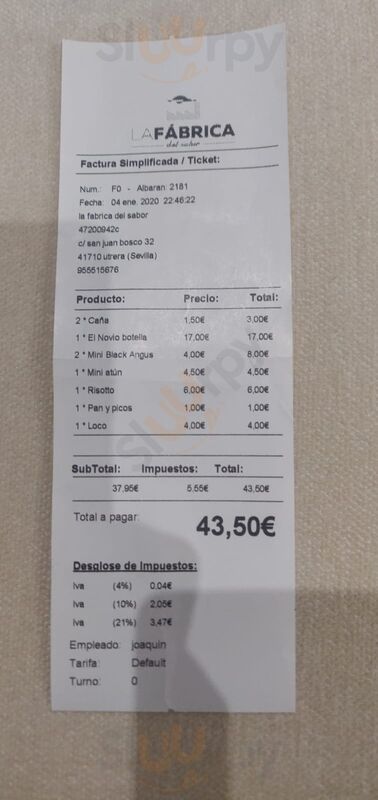 Sluurpy
LA FÁBRICA
del sabor
Factura Simplificada / Ticket:
Num.: F0 - Albaran 2181
Fecha: 04 ene. 2020 22:46:22
la fabrica del sabor
47200942c
c/ san juan bosco 32
41710 utrera (Sevilla)
955515676
Producto: Precio: Total:
2 * Caña 1,50€ 3,00€
1 * El Novio botella 17,00€ 17,00€
2 * Mini Black Angus 4,00€ 8,00€
1 * Mini atún 4,50€ 4,50€
1 * Risotto 6,00€ 6,00€
1 * Pan y picos 1,00€ 1,00€
1 * Loco 4,00€ 4,00€
Sluurpy
SubTotal: Impuestos: Total:
37,95€ 5,55€ 43,50€
Total a pagar: 43,50€
Desglose de Impuestos:
Iva (4%) 0,04€
Iva (10%) 2,05€
Iva (21%) 3,47€
Empleado: joaquin
Tarifa: Default
Turno: 0
Sluurpy